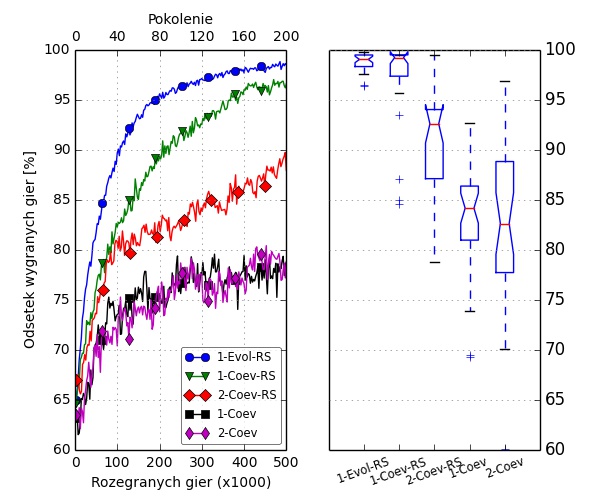 Pokolenie
0 40 80 120 160 200
100
95
90
85
80
75
70
65
60
Odsetek wygranych gier [%]
1-Evol-RS
1-Coev-RS
2-Coev-RS
1-Coev
2-Coev
0 100 200 300 400 500
Rozegranych gier (x1000)
100
95
90
85
80
75
70
65
60
1-Evol-RS
1-Coev-RS
2-Coev-RS
1-Coev
2-Coev